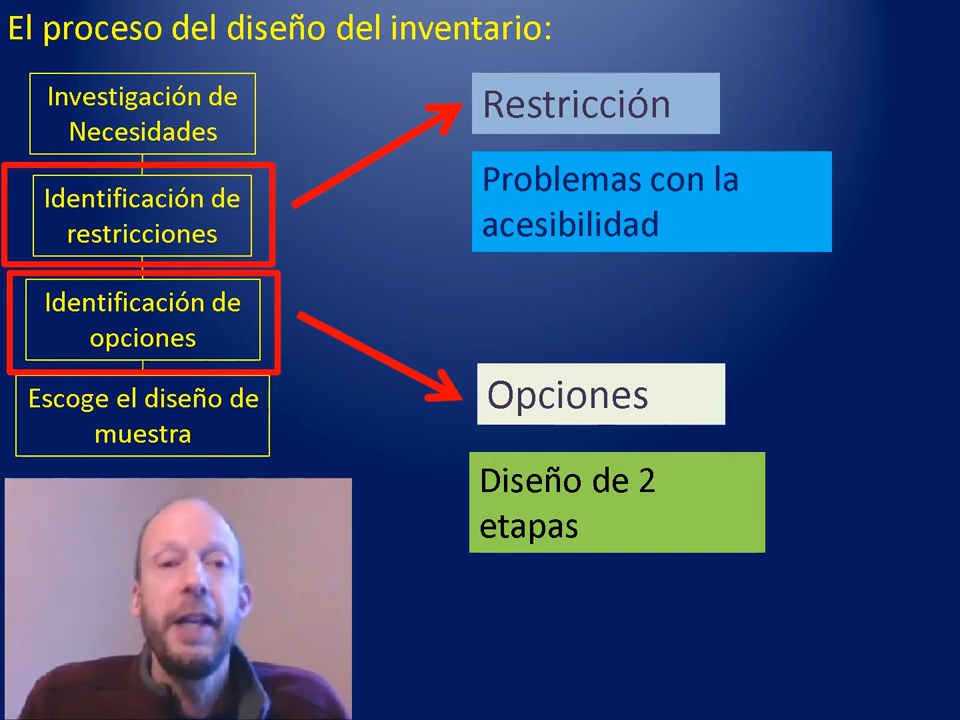 El proceso del diseño del inventario:
Investigación de
Necesidades
Identificación de
restricciones
Identificación de
opciones
Escoge el diseño de
muestra
Restricción
Problemas con la
acesibilidad
Opciones
Diseño de 2
etapas